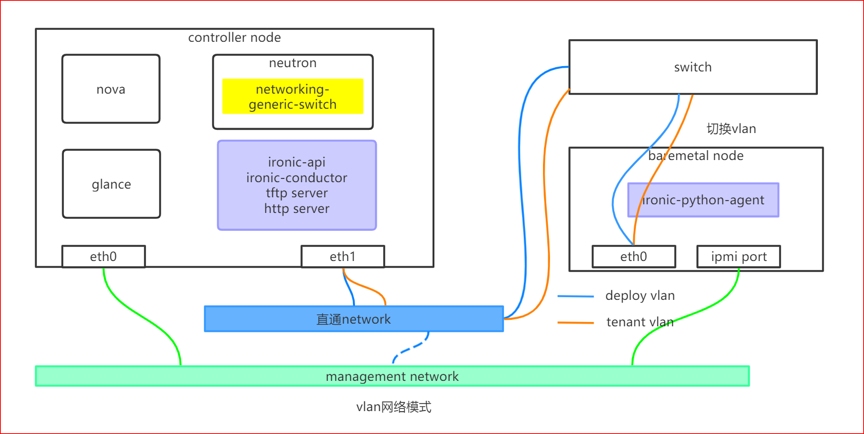 controller node
nova
neutron
networking-
generic-switch
glance
ironic-api
ironic-conductor
tftp server
http server
eth0
eth1
switch
切换vlan
baremetal node
ironic-python-agent
eth0
ipmi port
直通network
deploy vlan
tenant vlan
management network
vlan网络模式